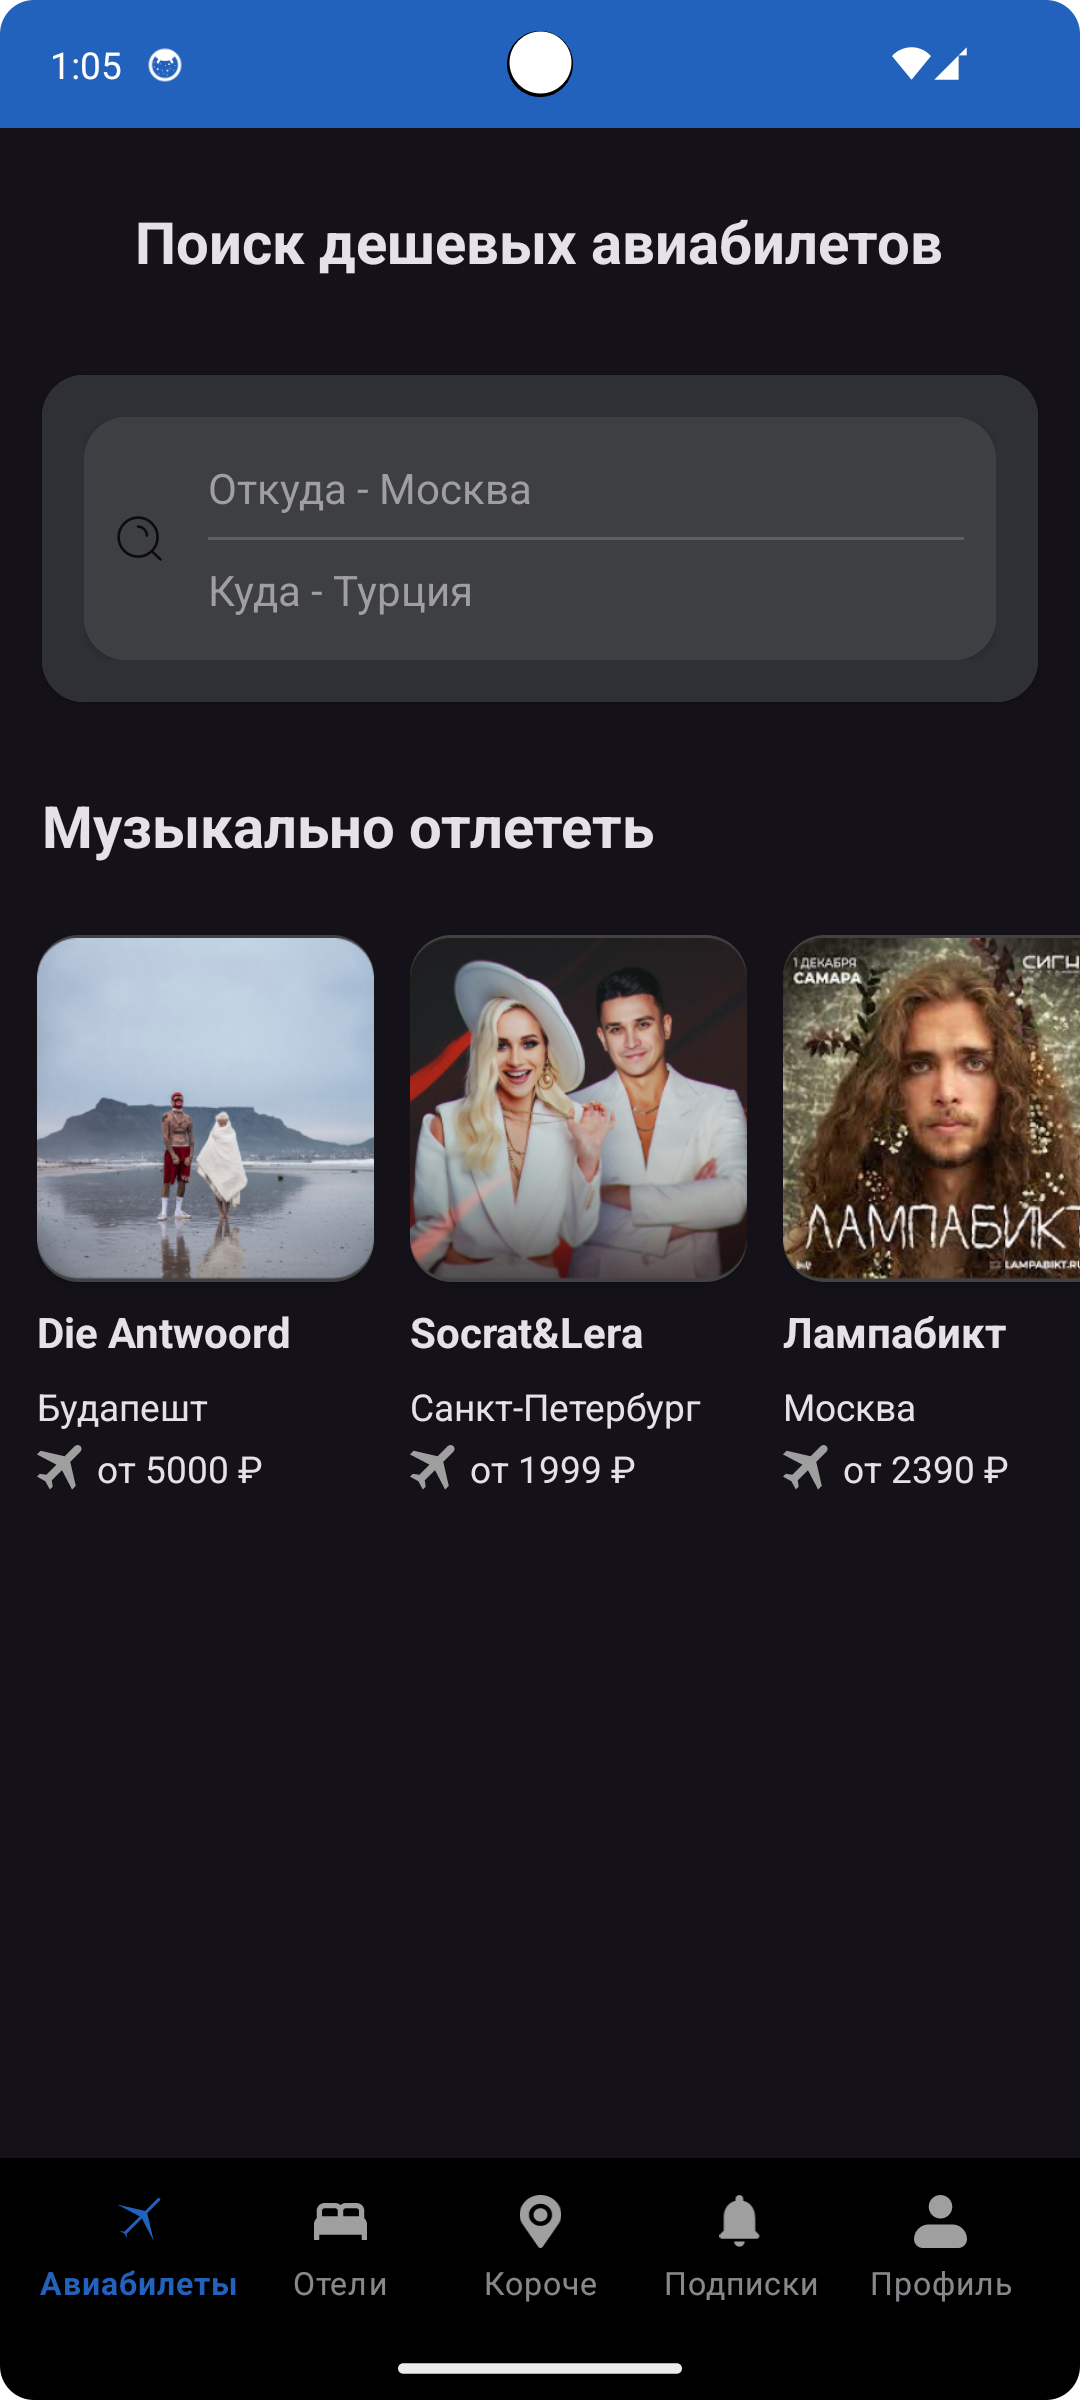 1:05
Поиск дешевых авиабилетов
Откуда - Москва
Куда - Турция
Музыкально отлететь
1 ДЕКАБРЯ
САМАРА
СИГН
ЛАМПАБИКТ
LAMPABIKT.RU
Die Antwoord
Socrat&Lera
Лампабикт
Будапешт
Санкт-Петербург
Москва
от 5000 ₽
от 1999 ₽
от 2390 ₽
Авиабилеты
Отели
Короче
Подписки
Профиль